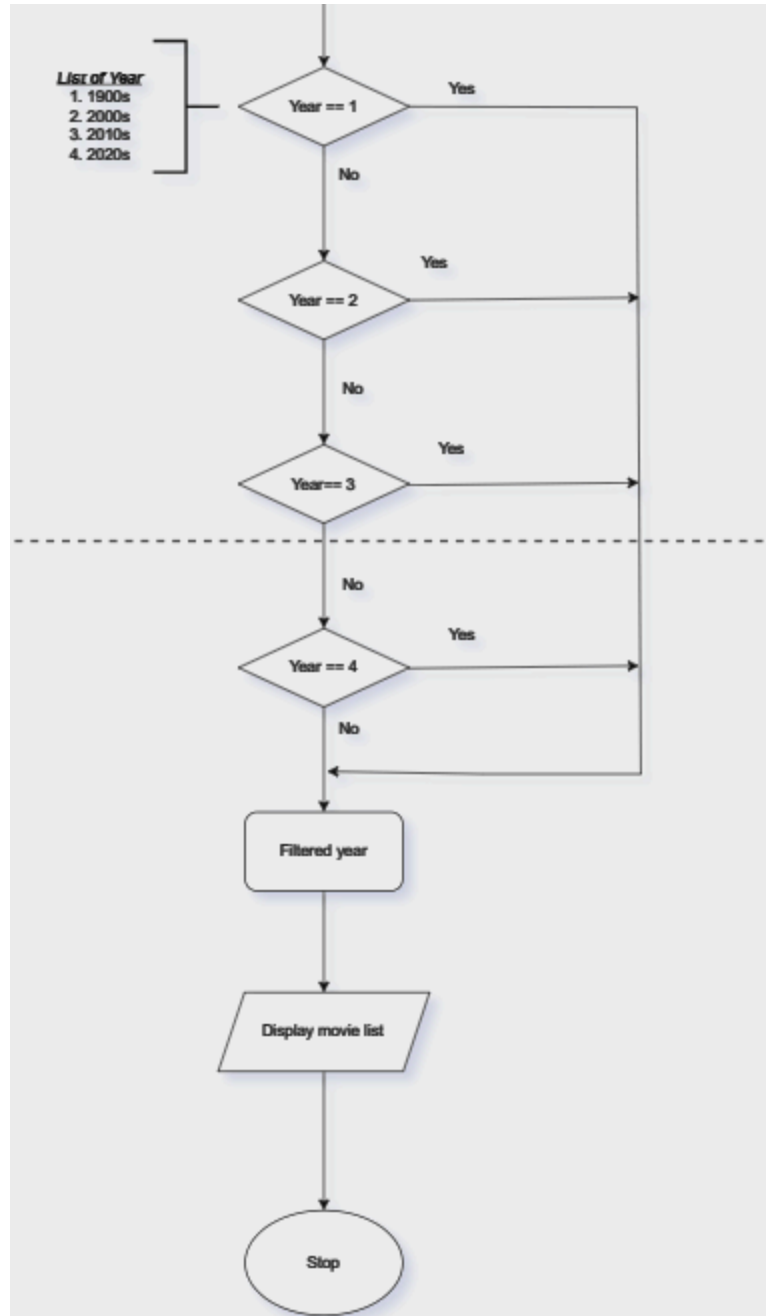 List of Year
1. 1900s
2. 2000s
3. 2010s
4. 2020s
Year == 1
Yes
No
Year == 2
Yes
No
Year== 3
Yes
No
Year == 4
Yes
No
Filtered year
Display movie list
Stop